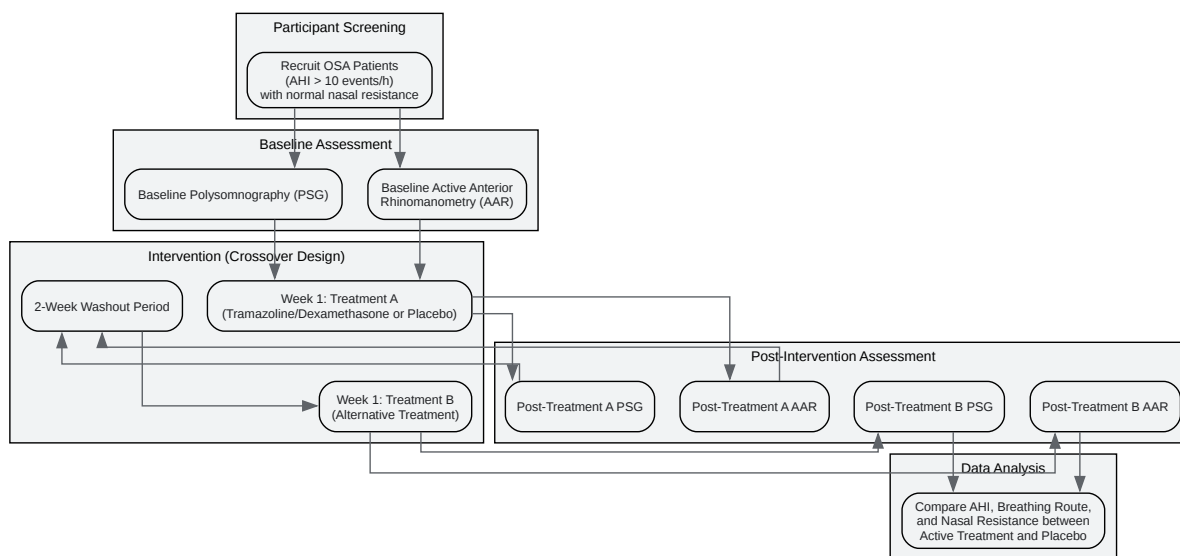 Participant Screening
Recruit OSA Patients
(AHI > 10 events/h)
with normal nasal resistance
Baseline Assessment
Baseline Polysomnography (PSG)
Baseline Active Anterior
Rhinomanometry (AAR)
Intervention (Crossover Design)
2-Week Washout Period
Week 1: Treatment A
(Tramazoline/Dexamethasone or Placebo)
Week 1: Treatment B
(Alternative Treatment)
Post-Intervention Assessment
Post-Treatment A PSG
Post-Treatment A AAR
Post-Treatment B PSG
Post-Treatment B AAR
Data Analysis
Compare AHI, Breathing Route,
and Nasal Resistance between
Active Treatment and Placebo